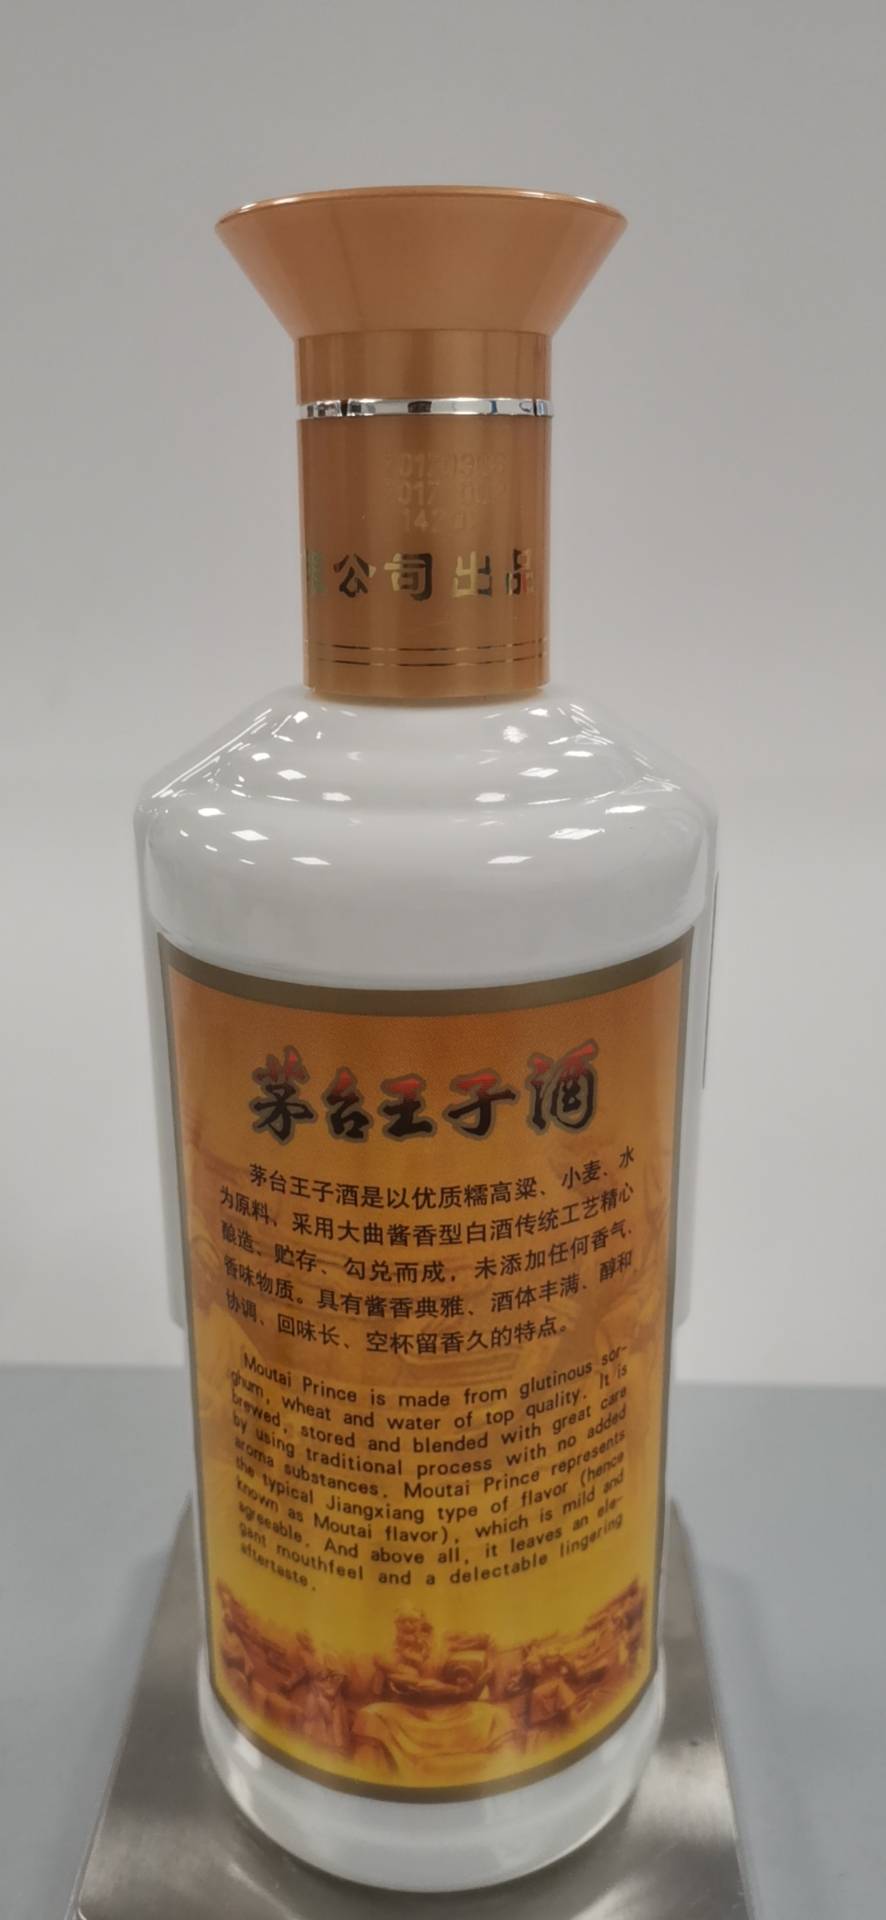 公司出品
茅台王子酒
茅台王子酒是以优质糯高粱、小麦、水
为原料、采用大曲酱香型白酒传统工艺精心
酿造、贮存、勾兑而成，未添加任何香气、
香味物质。具有酱香典雅、酒体丰满、醇和
协调、回味长、空杯留香久的特点。
Moutai Prince is made from glutinous sor-
ghum, wheat and water of top quality. It is
brewed, stored and blended with great care
by using traditional process with no added
aroma substances. Moutai Prince represents
the typical Jiangxiang type of flavor (hence
known as Moutai flavor), which is mild and
agreeable. And above all, it leaves an ele-
gant mouthfeel and a delectable lingering
aftertaste.